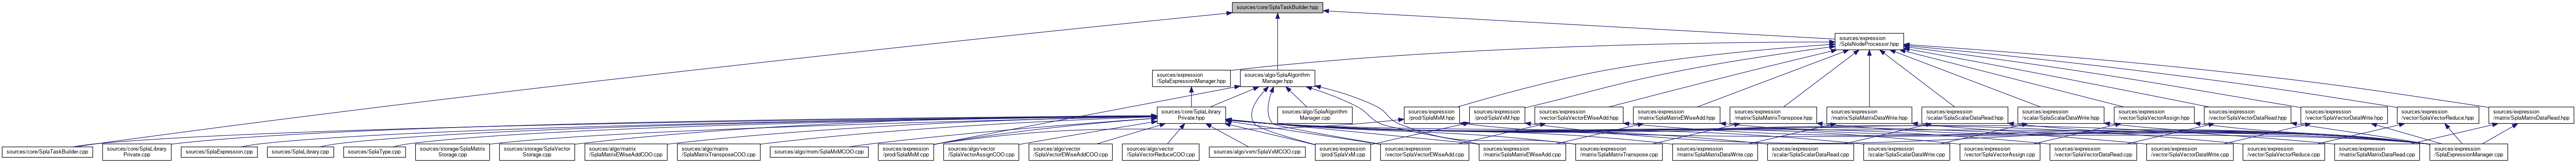 sources/core/SplaTaskBuilder.hpp
sources/expression
/SplaNodeProcessor.hpp
sources/expression
/SplaExpressionManager.hpp
sources/algo/SplaAlgorithm
Manager.hpp
sources/core/SplaLibrary
Private.hpp
sources/algo/SplaAlgorithm
Manager.cpp
sources/expression
/prod/SplaMxM.hpp
sources/expression
/prod/SplaVxM.hpp
sources/expression
/vector/SplaVectorEWiseAdd.hpp
sources/expression
/matrix/SplaMatrixEWiseAdd.hpp
sources/expression
/matrix/SplaMatrixTranspose.hpp
sources/expression
/matrix/SplaMatrixDataWrite.hpp
sources/expression
/scalar/SplaScalarDataRead.hpp
sources/expression
/scalar/SplaScalarDataWrite.hpp
sources/expression
/vector/SplaVectorAssign.hpp
sources/expression
/vector/SplaVectorDataRead.hpp
sources/expression
/vector/SplaVectorDataWrite.hpp
sources/expression
/vector/SplaVectorReduce.hpp
sources/expression
/matrix/SplaMatrixDataRead.hpp
sources/core/SplaTaskBuilder.cpp
sources/core/SplaLibrary
Private.cpp
sources/SplaExpression.cpp
sources/SplaLibrary.cpp
sources/SplaType.cpp
sources/storage/SplaMatrix
Storage.cpp
sources/storage/SplaVector
Storage.cpp
sources/algo/matrix
/SplaMatrixEWiseAddCOO.cpp
sources/algo/matrix
/SplaMatrixTransposeCOO.cpp
sources/algo/mxm/SplaMxMCOO.cpp
sources/expression
/prod/SplaMxM.cpp
sources/algo/vector
/SplaVectorAssignCOO.cpp
sources/algo/vector
/SplaVectorEWiseAddCOO.cpp
sources/algo/vector
/SplaVectorReduceCOO.cpp
sources/algo/vxm/SplaVxMCOO.cpp
sources/expression
/prod/SplaVxM.cpp
sources/expression
/vector/SplaVectorEWiseAdd.cpp
sources/expression
/matrix/SplaMatrixEWiseAdd.cpp
sources/expression
/matrix/SplaMatrixTranspose.cpp
sources/expression
/matrix/SplaMatrixDataWrite.cpp
sources/expression
/scalar/SplaScalarDataRead.cpp
sources/expression
/scalar/SplaScalarDataWrite.cpp
sources/expression
/vector/SplaVectorAssign.cpp
sources/expression
/vector/SplaVectorDataRead.cpp
sources/expression
/vector/SplaVectorDataWrite.cpp
sources/expression
/vector/SplaVectorReduce.cpp
sources/expression
/matrix/SplaMatrixDataRead.cpp
sources/expression
/SplaExpressionManager.cpp